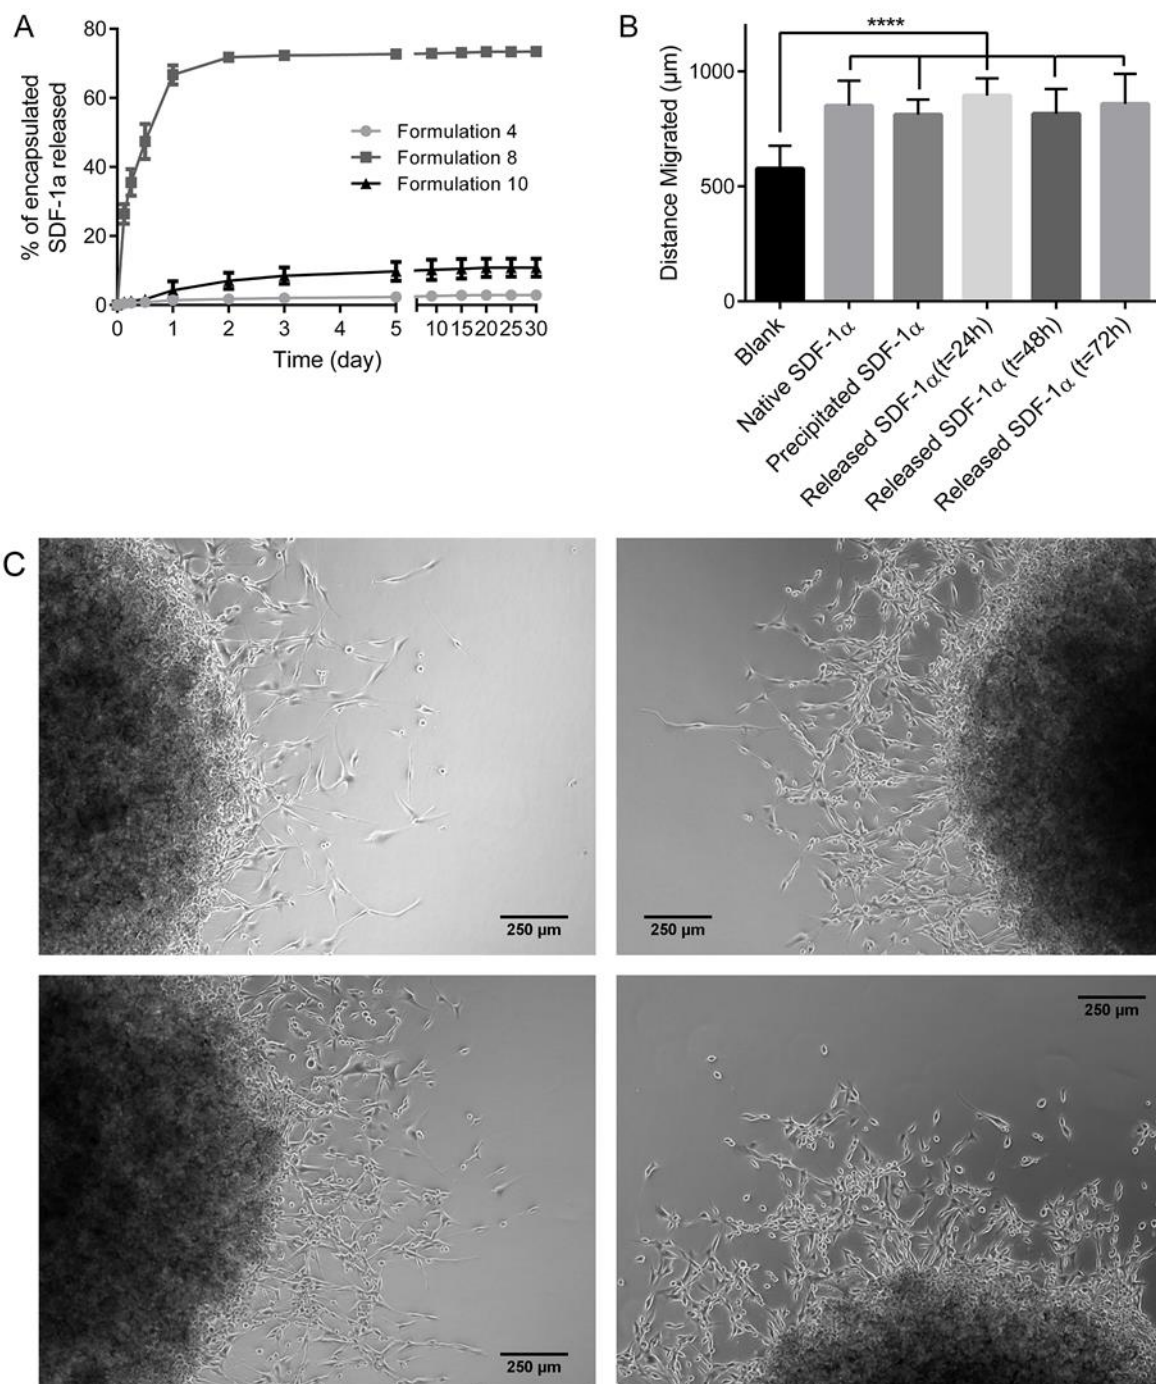 A
% of encapsulated
SDF-1a released
80
60
40
20
0
Formulation 4
Formulation 8
Formulation 10
0 1 2 3 4 5 10 15 20 25 30
Time (day)
B
****
Distance Migrated (µm)
1000
500
0
Blank
Native SDF-1α
Precipitated SDF-1α
Released SDF-1α(t=24h)
Released SDF-1α (t=48h)
Released SDF-1α (t=72h)
C
250 µm
250 µm
250 µm
250 µm